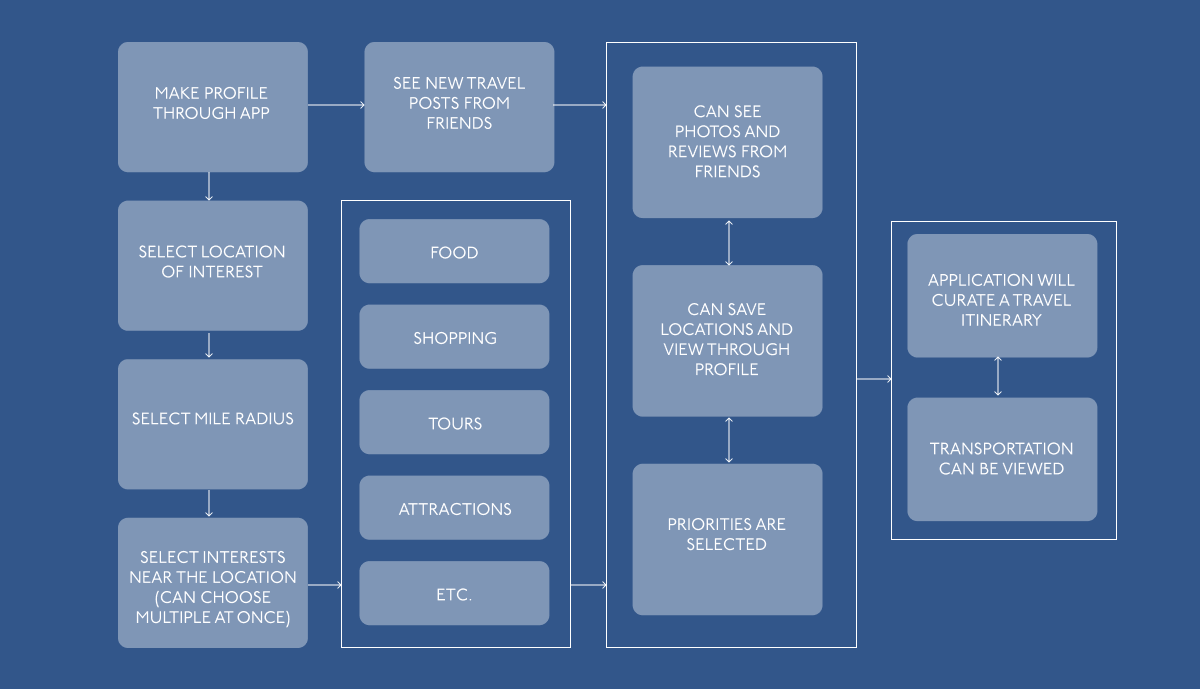 MAKE PROFILE
THROUGH APP
SEE NEW TRAVEL
POSTS FROM
FRIENDS
SELECT LOCATION
OF INTEREST
SELECT MILE RADIUS
SELECT INTERESTS
NEAR THE LOCATION
(CAN CHOOSE
MULTIPLE AT ONCE)
FOOD
SHOPPING
TOURS
ATTRACTIONS
ETC.
CAN SEE
PHOTOS AND
REVIEWS FROM
FRIENDS
CAN SAVE
LOCATIONS AND
VIEW THROUGH
PROFILE
PRIORITIES ARE
SELECTED
APPLICATION WILL
CURATE A TRAVEL
ITINERARY
TRANSPORTATION
CAN BE VIEWED